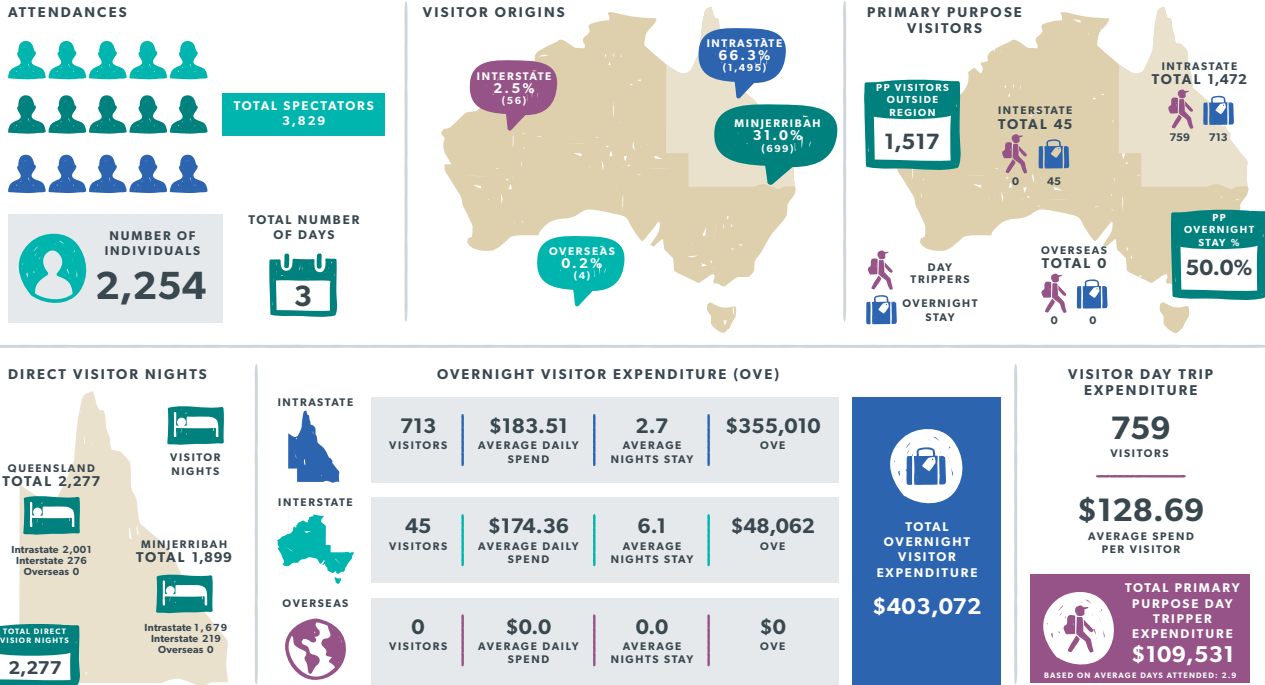 ATTENDANCES
TOTAL SPECTATORS
3,829
NUMBER OF
INDIVIDUALS
2,254
TOTAL NUMBER
OF DAYS
3
VISITOR ORIGINS
INTERSTATE
2.5%
(56)
INTRASTATE
66.3%
(1,495)
MINJERRIBAH
31.0%
(699)
OVERSEAS
0.2%
(4)
PRIMARY PURPOSE
VISITORS
PP VISITORS
OUTSIDE
REGION
1,517
INTERSTATE
TOTAL 45
0 45
INTRASTATE
TOTAL 1,472
759 713
PP
OVERNIGHT
STAY %
50.0%
DAY
TRIPPERS
OVERNIGHT
STAY
OVERSEAS
TOTAL 0
0 0
DIRECT VISITOR NIGHTS
VISITOR
NIGHTS
QUEENSLAND
TOTAL 2,277
Intrastate 2,001
Interstate 276
Overseas 0
MINJERRIBAH
TOTAL 1,899
Intrastate 1,679
Interstate 219
Overseas 0
TOTAL DIRECT
VISIOR NIGHTS
2,277
OVERNIGHT VISITOR EXPENDITURE (OVE)
INTRASTATE
713 $183.51 2.7 $355,010
VISITORS AVERAGE DAILY AVERAGE OVE
SPEND NIGHTS STAY
INTERSTATE
45 $174.36 6.1 $48,062
VISITORS AVERAGE DAILY AVERAGE OVE
SPEND NIGHTS STAY
OVERSEAS
0 $0.0 0.0 $0
VISITORS AVERAGE DAILY AVERAGE OVE
SPEND NIGHTS STAY
TOTAL
OVERNIGHT
VISITOR
EXPENDITURE
$403,072
VISITOR DAY TRIP
EXPENDITURE
759
VISITORS
$128.69
AVERAGE SPEND
PER VISITOR
TOTAL PRIMARY
PURPOSE DAY
TRIPPER
EXPENDITURE
$109,531
BASED ON AVERAGE DAYS ATTENDED: 2.9